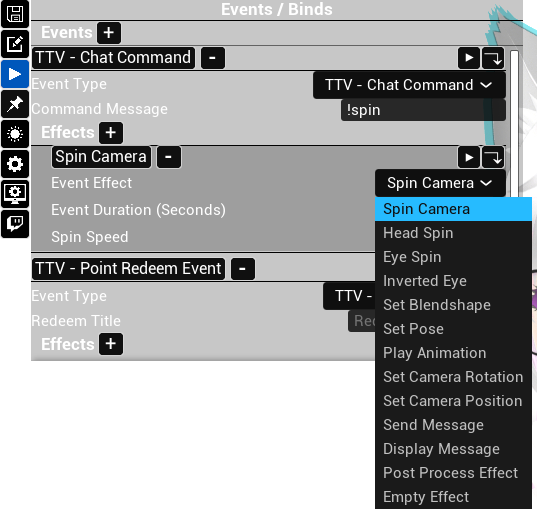 Events / Binds
Events +
TTV - Chat Command -
Event Type TTV - Chat Command
Command Message !spin
Effects +
Spin Camera -
Event Effect Spin Camera
Event Duration (Seconds)
Spin Speed
Spin Camera
Head Spin
Eye Spin
Inverted Eye
Set Blendshape
Set Pose
Play Animation
Set Camera Rotation
Set Camera Position
Send Message
Display Message
Post Process Effect
Empty Effect
TTV - Point Redeem Event -
Event Type TTV -
Redeem Title
Effects +